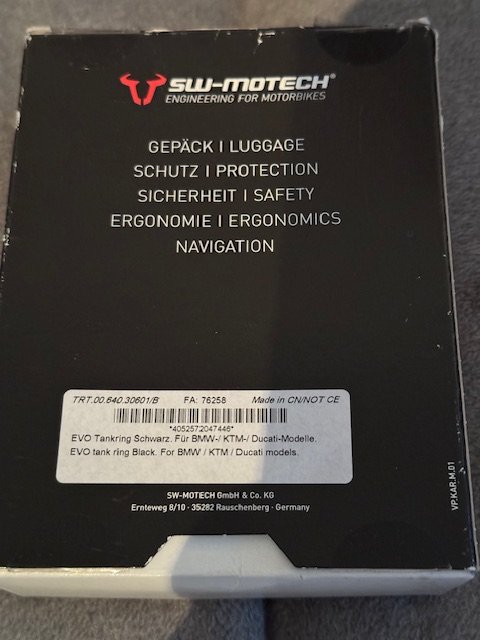 SW-MOTECH®
ENGINEERING FOR MOTORBIKES
GEPÄCK | LUGGAGE
SCHUTZ | PROTECTION
SICHERHEIT | SAFETY
ERGONOMIE | ERGONOMICS
NAVIGATION
TRT.00.640.30601/B FA: 76258 Made in CN/NOT CE
*4052572047446*
EVO Tankring Schwarz. Für BMW-/ KTM-/ Ducati-Modelle.
EVO tank ring Black. For BMW / KTM / Ducati models.
SW-MOTECH GmbH & Co. KG
Ernteweg 8/10 · 35282 Rauschenberg · Germany
VP.KAR.M.01